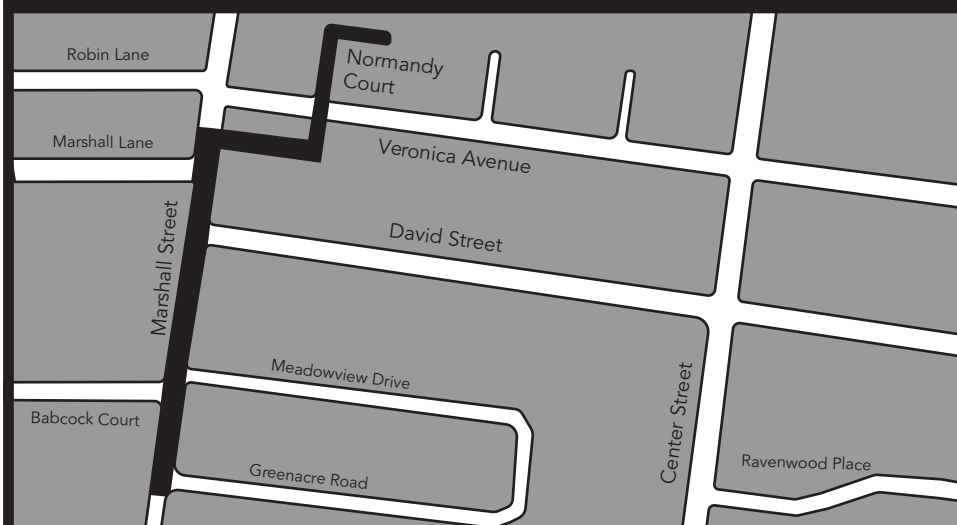 Robin Lane
Normandy
Court
Marshall Lane
Veronica Avenue
Marshall Street
David Street
Meadowview Drive
Babcock Court
Center Street
Greenacre Road
Ravenwood Place